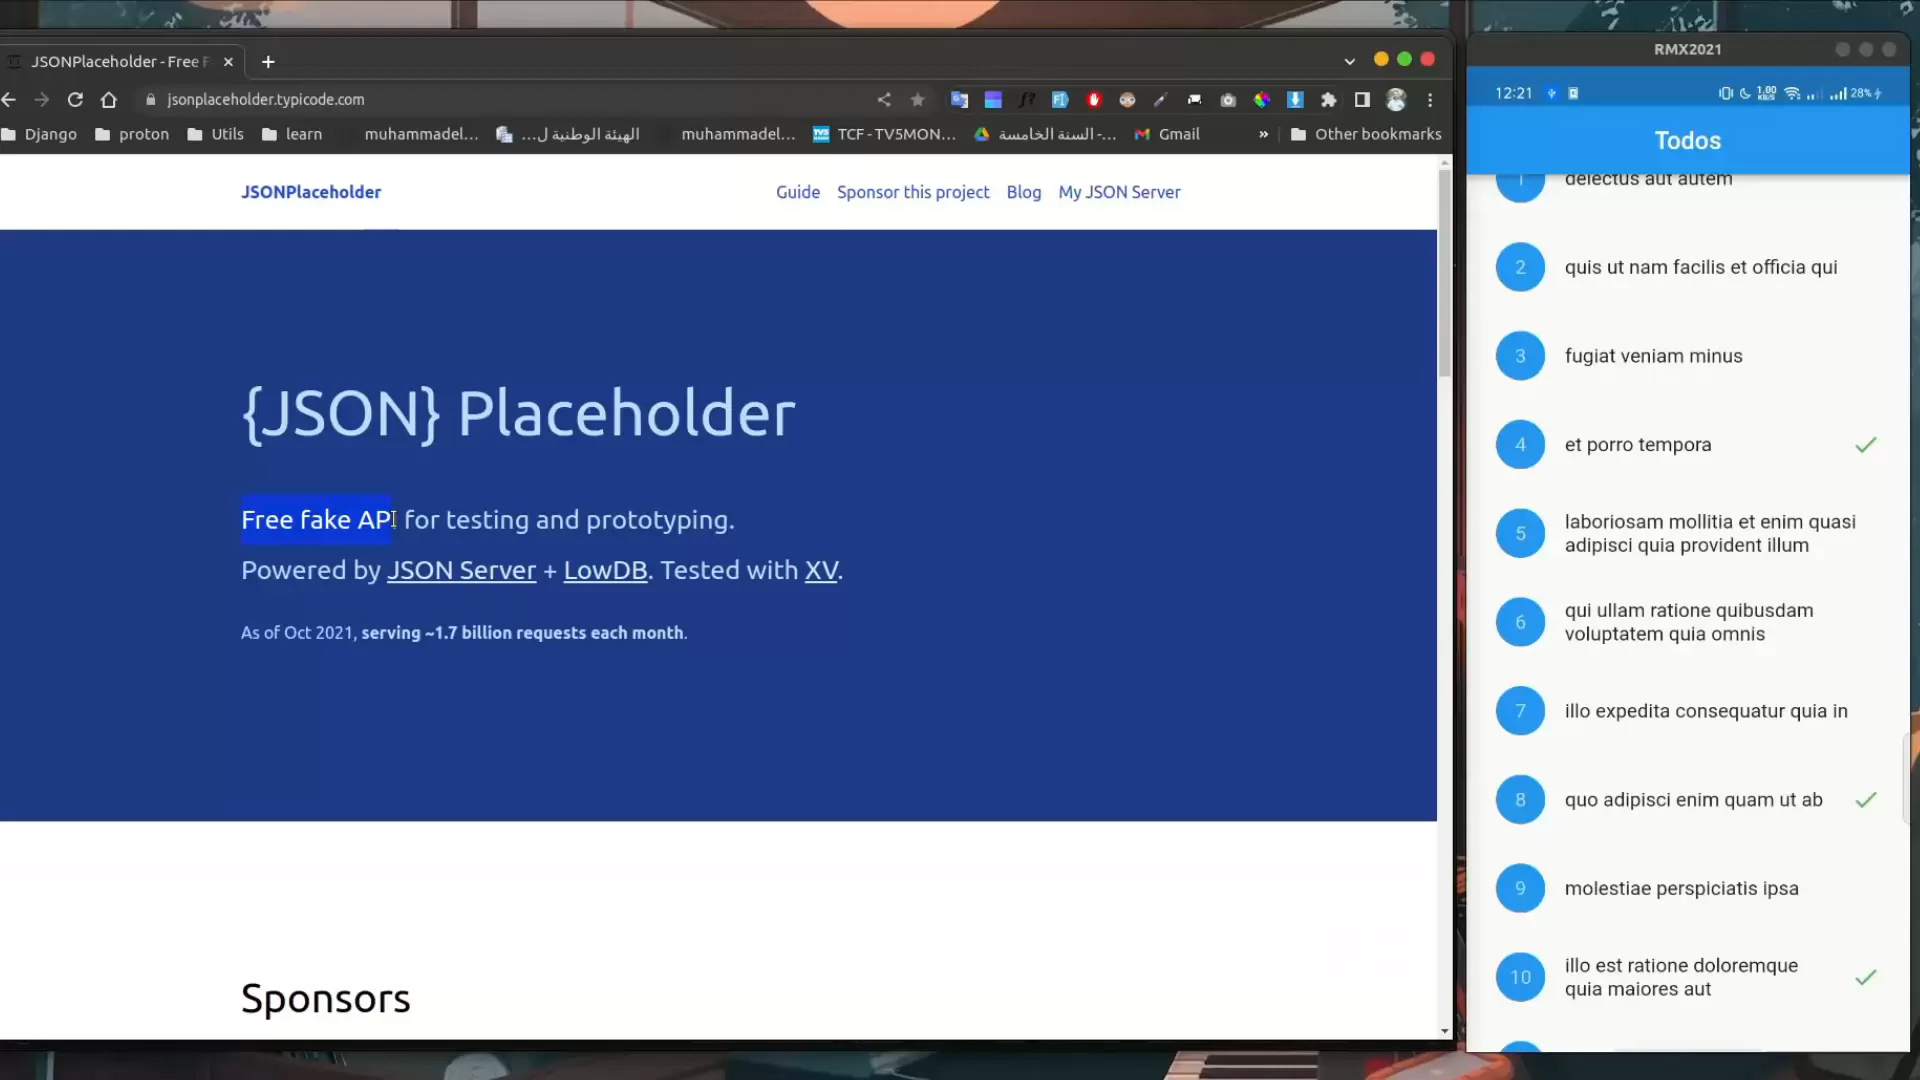 JSONPlaceholder - Free F
jsonplaceholder.typicode.com
Django
proton
Utils
learn
muhammadel...
الهيئة الوطنية ل...
muhammadel...
TCF - TV5MON...
السنة الخامسة -...
Gmail
»
Other bookmarks
JSONPlaceholder
Guide
Sponsor this project
Blog
My JSON Server
{JSON} Placeholder
Free fake API for testing and prototyping.
Powered by JSON Server + LowDB. Tested with XV.
As of Oct 2021, serving ~1.7 billion requests each month.
Sponsors
RMX2021
12:21
1.00 KB/S
28%
Todos
1
delectus aut autem
2
quis ut nam facilis et officia qui
3
fugiat veniam minus
4
et porro tempora
5
laboriosam mollitia et enim quasi
adipisci quia provident illum
6
qui ullam ratione quibusdam
voluptatem quia omnis
7
illo expedita consequatur quia in
8
quo adipisci enim quam ut ab
9
molestiae perspiciatis ipsa
10
illo est ratione doloremque
quia maiores aut